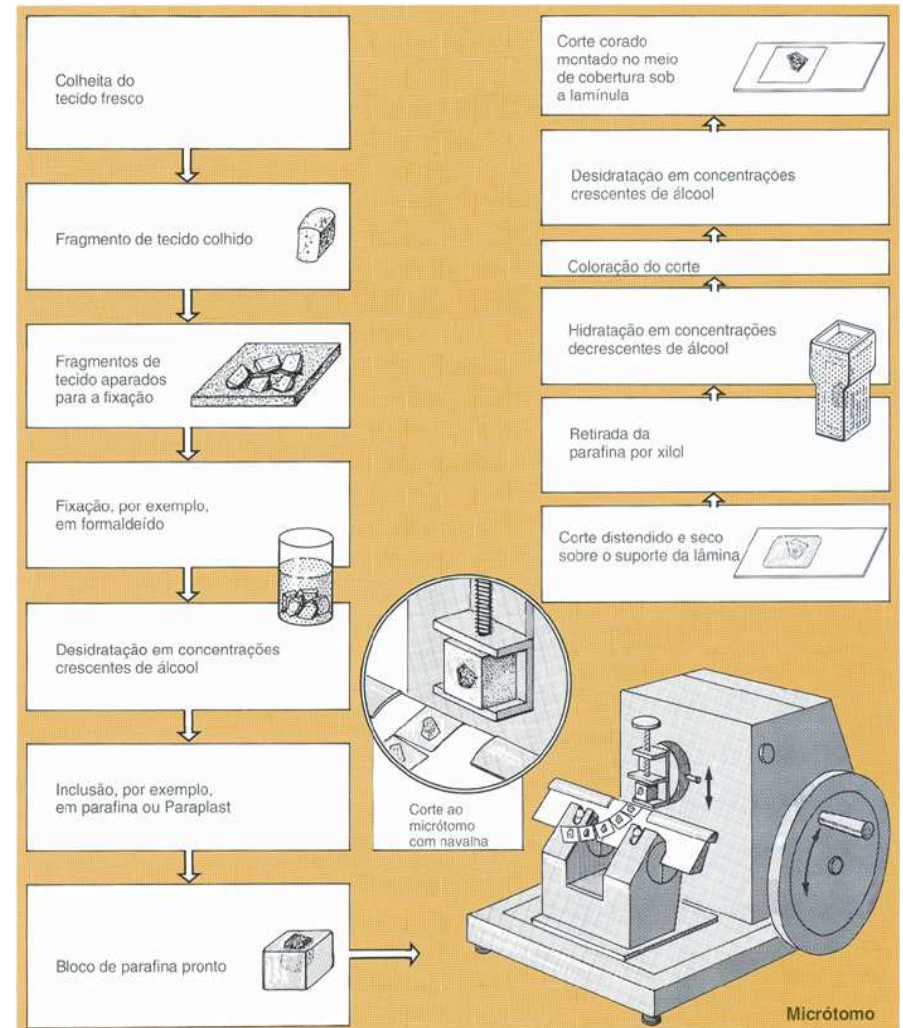 Colheita do
tecido fresco
Fragmento de tecido colhido
Fragmentos de
tecido aparados
para a fixação
Fixação, por exemplo,
em formaldeído
Desidratação em concentrações
crescentes de álcool
Inclusão, por exemplo,
em parafina ou Paraplast
Bloco de parafina pronto
Corte ao
micrótomo
com navalha
Micrótomo
Corte distendido e seco
sobre o suporte da lâmina
Retirada da
parafina por xilol
Hidratação em concentrações
decrescentes de álcool
Coloração do corte
Desidratação em concentrações
crescentes de álcool
Corte corado
montado no meio
de cobertura sob
a lamínula